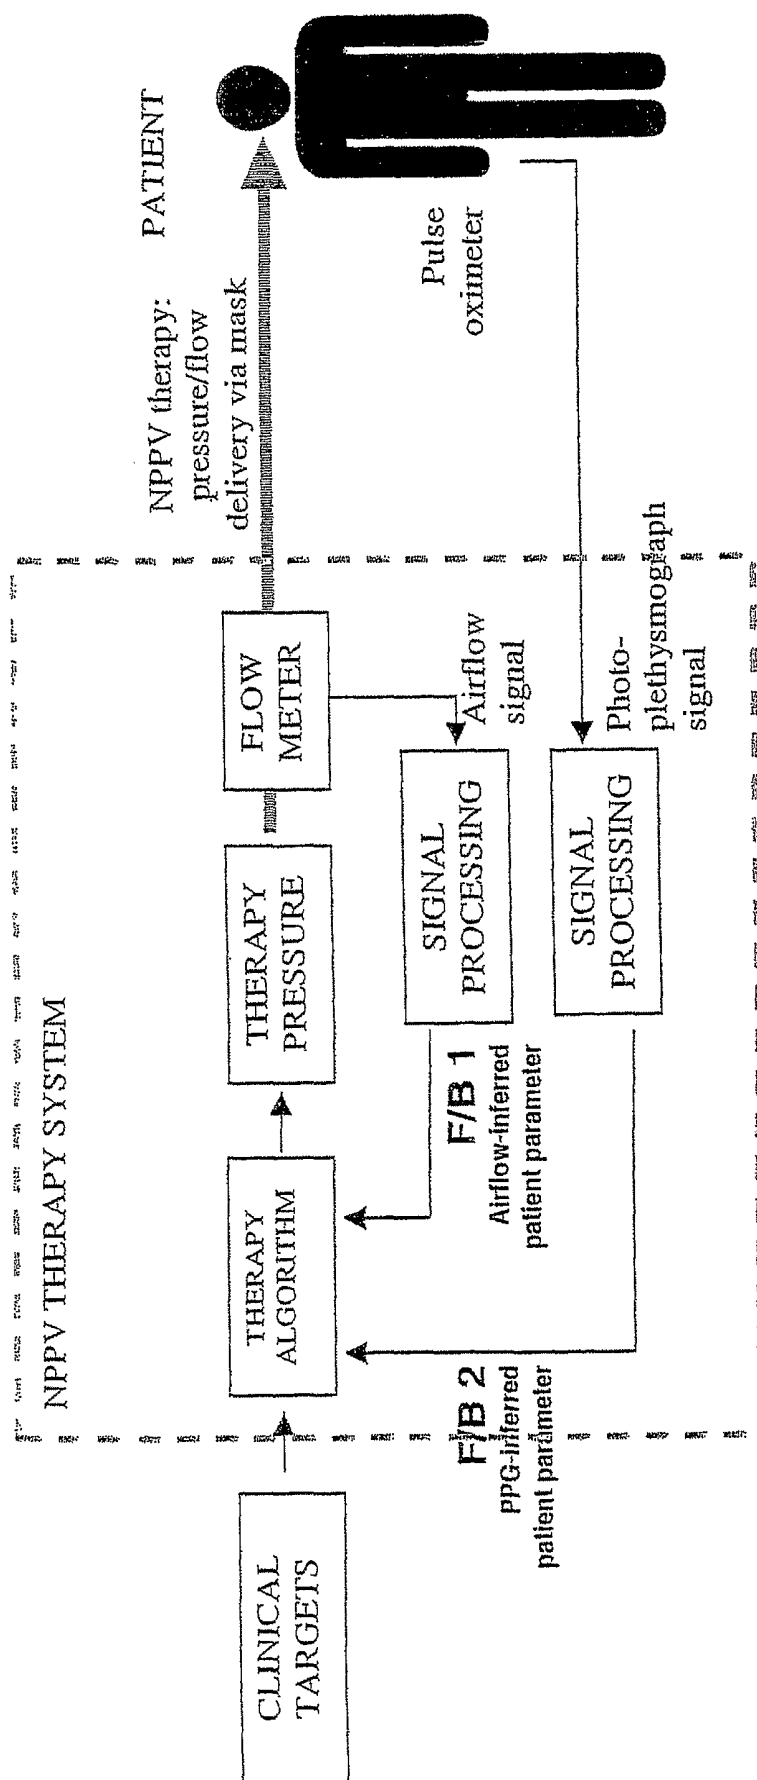 NPPV THERAPY SYSTEM
CLINICAL
TARGETS
THERAPY
ALGORITHM
THERAPY
PRESSURE
FLOW
METER
NPPV therapy:
pressure/flow
delivery via mask
PATIENT
F/B 1
Airflow-inferred
patient parameter
SIGNAL
PROCESSING
Airflow
signal
Pulse
oximeter
F/B 2
PPG-inferred
patient parameter
SIGNAL
PROCESSING
Photo-
plethysmograph
signal